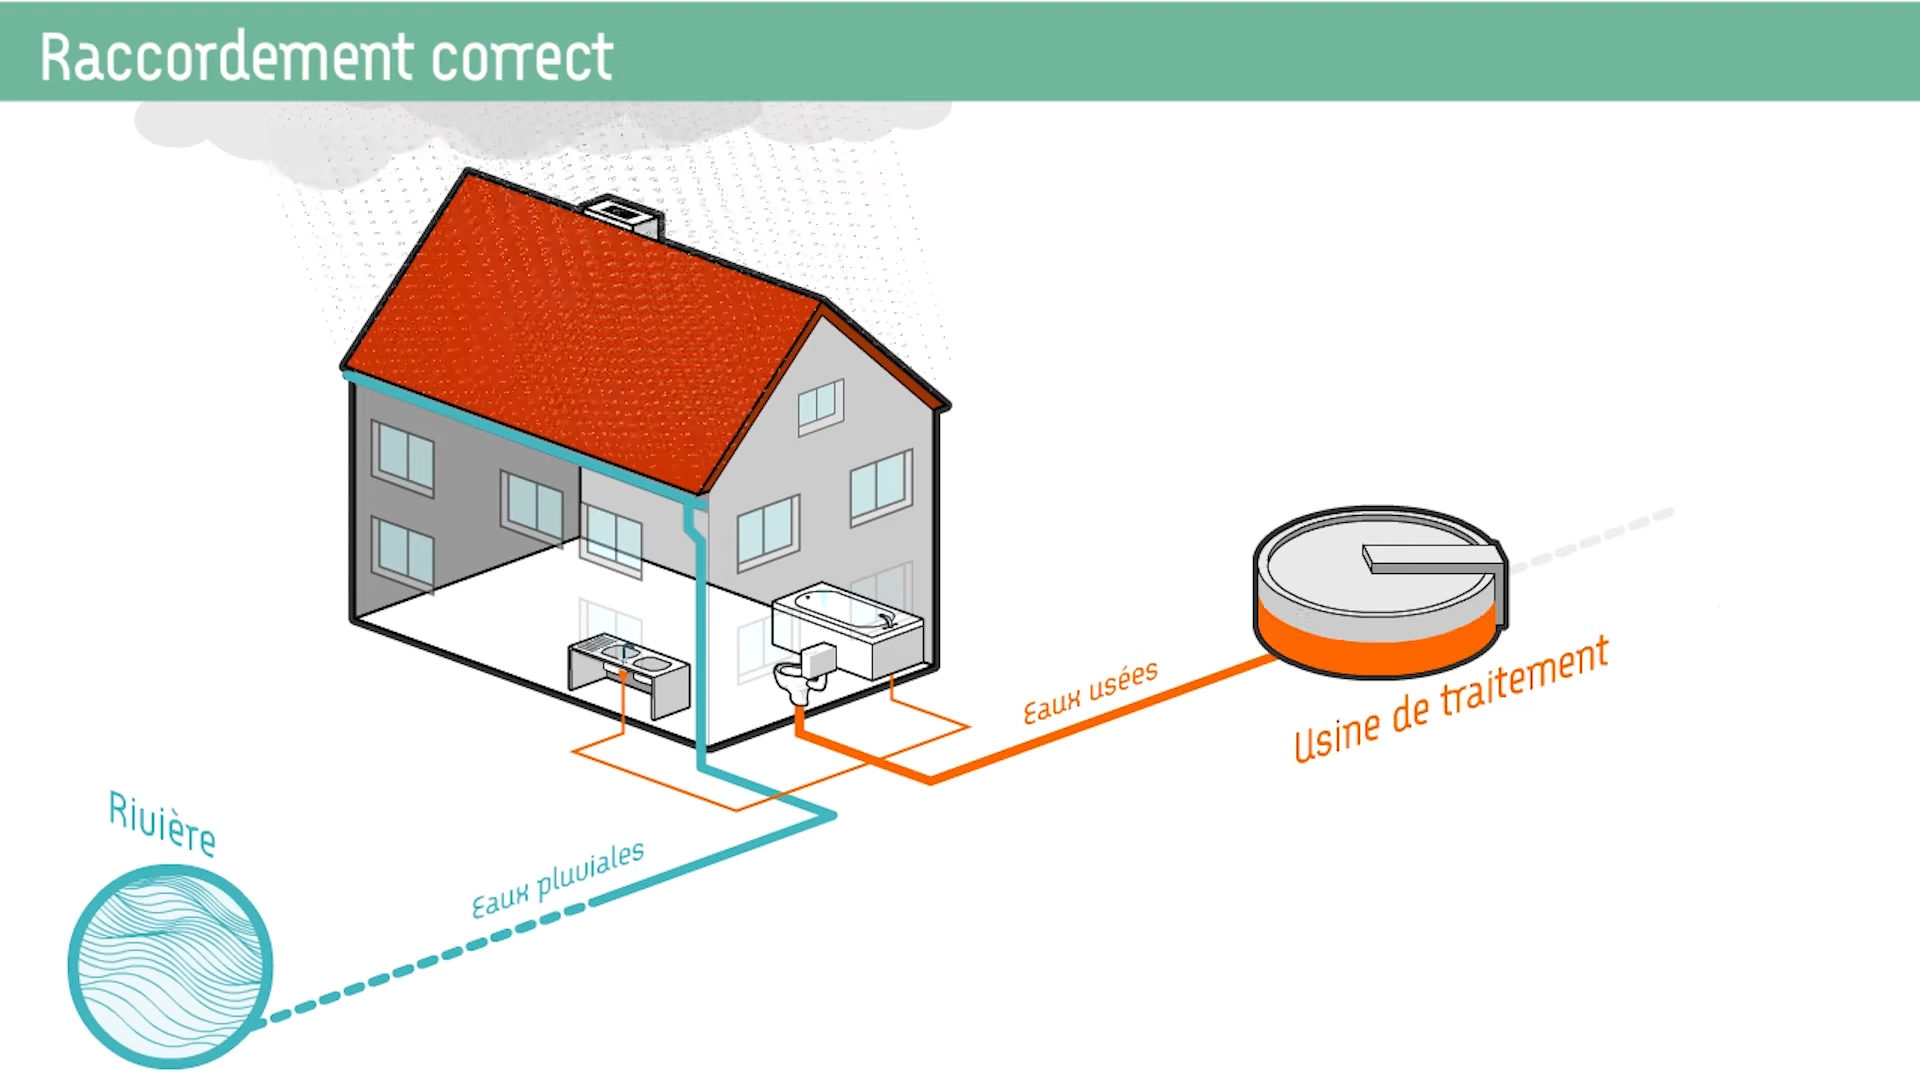 Raccordement correct
Eaux usées
Usine de traitement
Rivière
Eaux pluviales